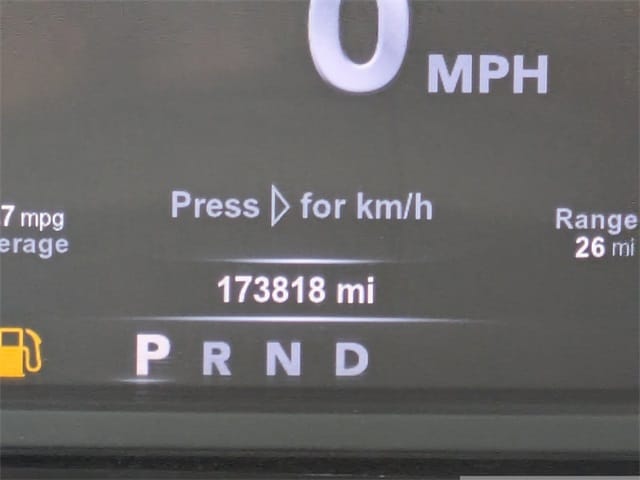 0 MPH
Press ▷ for km/h
7 mpg
erage
Range
26 mi
173818 mi
P R N D